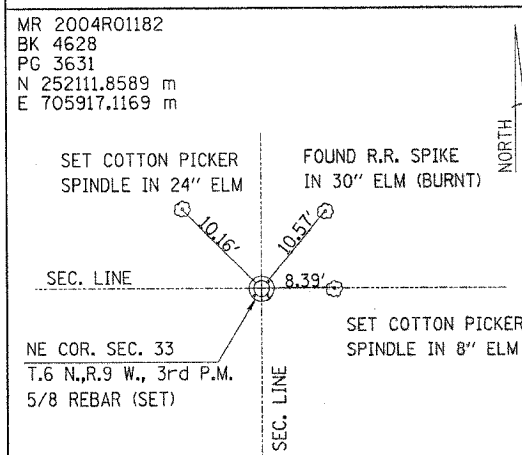 MR 2004R01182
BK 4628
PG 3631
N 252111.8589 m
E 705917.1169 m
NORTH
SET COTTON PICKER
SPINDLE IN 24" ELM
FOUND R.R. SPIKE
IN 30" ELM (BURNT)
10.16'
10.57'
SEC. LINE
8.39'
SET COTTON PICKER
SPINDLE IN 8" ELM
NE COR. SEC. 33
T.6 N.,R.9 W., 3rd P.M.
5/8 REBAR (SET)
SEC. LINE